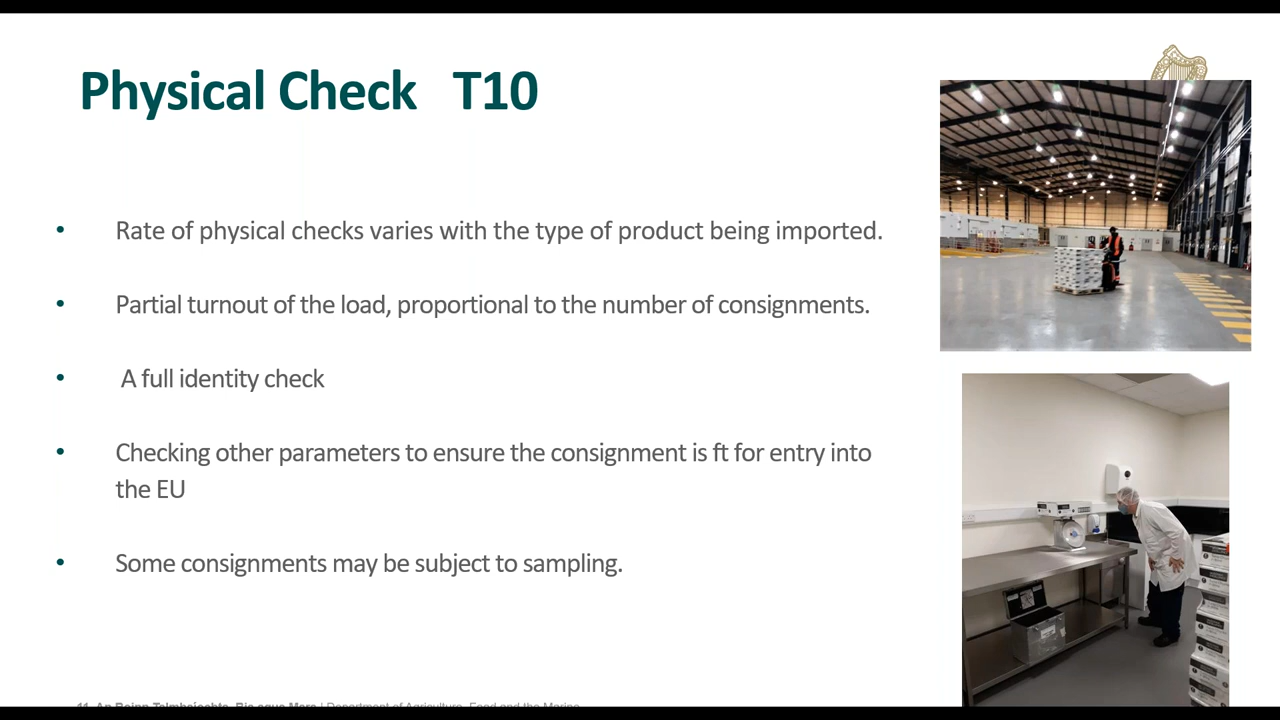 Physical Check T10
• Rate of physical checks varies with the type of product being imported.
• Partial turnout of the load, proportional to the number of consignments.
• A full identity check
• Checking other parameters to ensure the consignment is ft for entry into
the EU
• Some consignments may be subject to sampling.
11 An Roinn Talmhaíochta, Bia agus Mara | Department of Agriculture, Food and the Marine